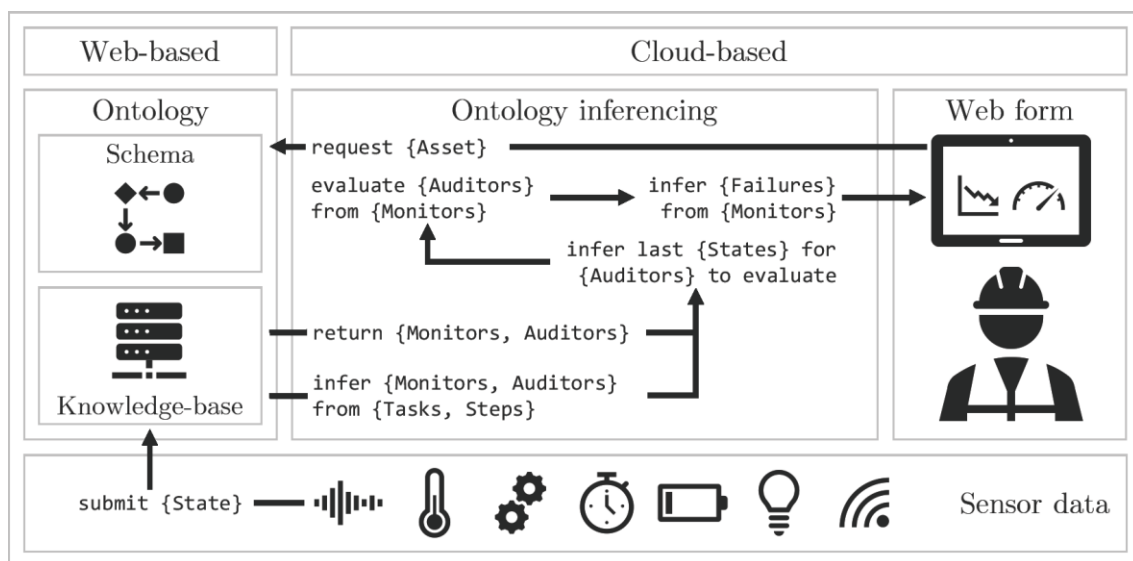 Web-based
Cloud-based
Ontology
Schema
Knowledge-base
Ontology inferencing
request {Asset}
evaluate {Auditors}
from {Monitors}
infer {Failures}
from {Monitors}
infer last {States} for
{Auditors} to evaluate
return {Monitors, Auditors}
infer {Monitors, Auditors}
from {Tasks, Steps}
Web form
submit {State}
Sensor data